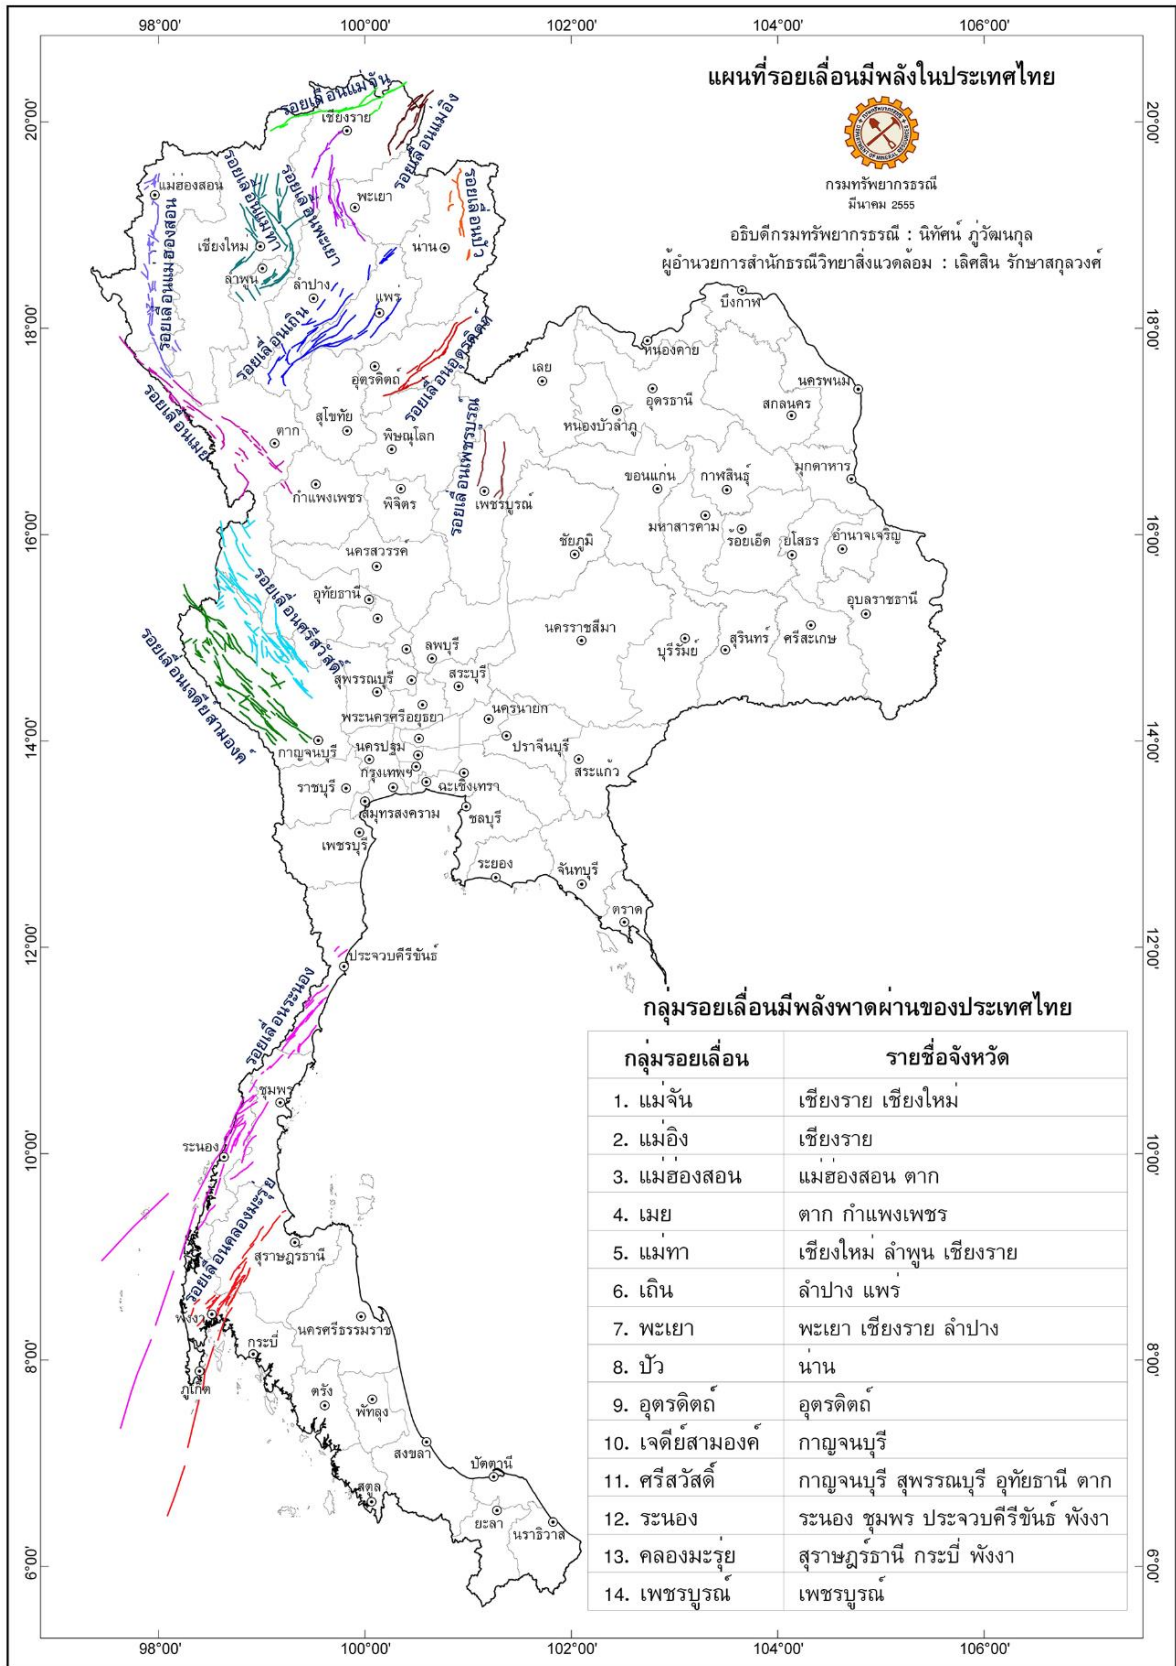 98°00' 100°00' 102°00' 104°00' 106°00'
แผนที่รอยเลื่อนมีพลังในประเทศไทย
DEPARTMENT OF MINERAL RESOURCES
กรมทรัพยากรธรณี
มีนาคม 2555
อธิบดีกรมทรัพยากรธรณี : นิทัศน์ ภู่วัฒนกุล
ผู้อำนวยการสำนักธรณีวิทยาสิ่งแวดล้อม : เลิศสิน รักษาสกุลวงศ์
20°00' 20°00'
18°00' 18°00'
16°00' 16°00'
14°00' 14°00'
12°00' 12°00'
10°00' 10°00'
8°00' 8°00'
6°00' 6°00'
รอยเลื่อนแม่จัน
เชียงราย
รอยเลื่อนแม่อิง
แม่ฮ่องสอน
รอยเลื่อนแม่ทา
รอยเลื่อนพะเยา
พะเยา
รอยเลื่อนปัว
รอยเลื่อนแม่ฮ่องสอน
เชียงใหม่
น่าน
ลำพูน
ลำปาง
แพร่
รอยเลื่อนเถิน
รอยเลื่อนอุตรดิตถ์
อุตรดิตถ์
บึงกาฬ
หนองคาย
เลย
อุดรธานี
นครพนม
สกลนคร
หนองบัวลำภู
รอยเลื่อนเมย
ตาก
สุโขทัย
พิษณุโลก
รอยเลื่อนเพชรบูรณ์
กำแพงเพชร
พิจิตร
เพชรบูรณ์
ขอนแก่น
กาฬสินธุ์
มุกดาหาร
มหาสารคาม
ร้อยเอ็ด
ยโสธร
อำนาจเจริญ
ชัยภูมิ
นครสวรรค์
รอยเลื่อนศรีสวัสดิ์
อุทัยธานี
อุบลราชธานี
นครราชสีมา
บุรีรัมย์
สุรินทร์
ศรีสะเกษ
รอยเลื่อนเจดีย์สามองค์
ลพบุรี
สุพรรณบุรี
สระบุรี
พระนครศรีอยุธยา
นครนายก
กาญจนบุรี
นครปฐม
ปราจีนบุรี
กรุงเทพฯ
สระแก้ว
ราชบุรี
ฉะเชิงเทรา
สมุทรสงคราม
ชลบุรี
เพชรบุรี
ระยอง
จันทบุรี
ตราด
ประจวบคีรีขันธ์
รอยเลื่อนระนอง
ชุมพร
ระนอง
รอยเลื่อนคลองมะรุ่ย
สุราษฎร์ธานี
พังงา
นครศรีธรรมราช
กระบี่
ภูเก็ต
ตรัง
พัทลุง
สงขลา
ปัตตานี
สตูล
ยะลา
นราธิวาส
กลุ่มรอยเลื่อนมีพลังพาดผ่านของประเทศไทย
กลุ่มรอยเลื่อน รายชื่อจังหวัด
1. แม่จัน เชียงราย เชียงใหม่
2. แม่อิง เชียงราย
3. แม่ฮ่องสอน แม่ฮ่องสอน ตาก
4. เมย ตาก กำแพงเพชร
5. แม่ทา เชียงใหม่ ลำพูน เชียงราย
6. เถิน ลำปาง แพร่
7. พะเยา พะเยา เชียงราย ลำปาง
8. ปัว น่าน
9. อุตรดิตถ์ อุตรดิตถ์
10. เจดีย์สามองค์ กาญจนบุรี
11. ศรีสวัสดิ์ กาญจนบุรี สุพรรณบุรี อุทัยธานี ตาก
12. ระนอง ระนอง ชุมพร ประจวบคีรีขันธ์ พังงา
13. คลองมะรุ่ย สุราษฎร์ธานี กระบี่ พังงา
14. เพชรบูรณ์ เพชรบูรณ์
98°00' 100°00' 102°00' 104°00' 106°00'